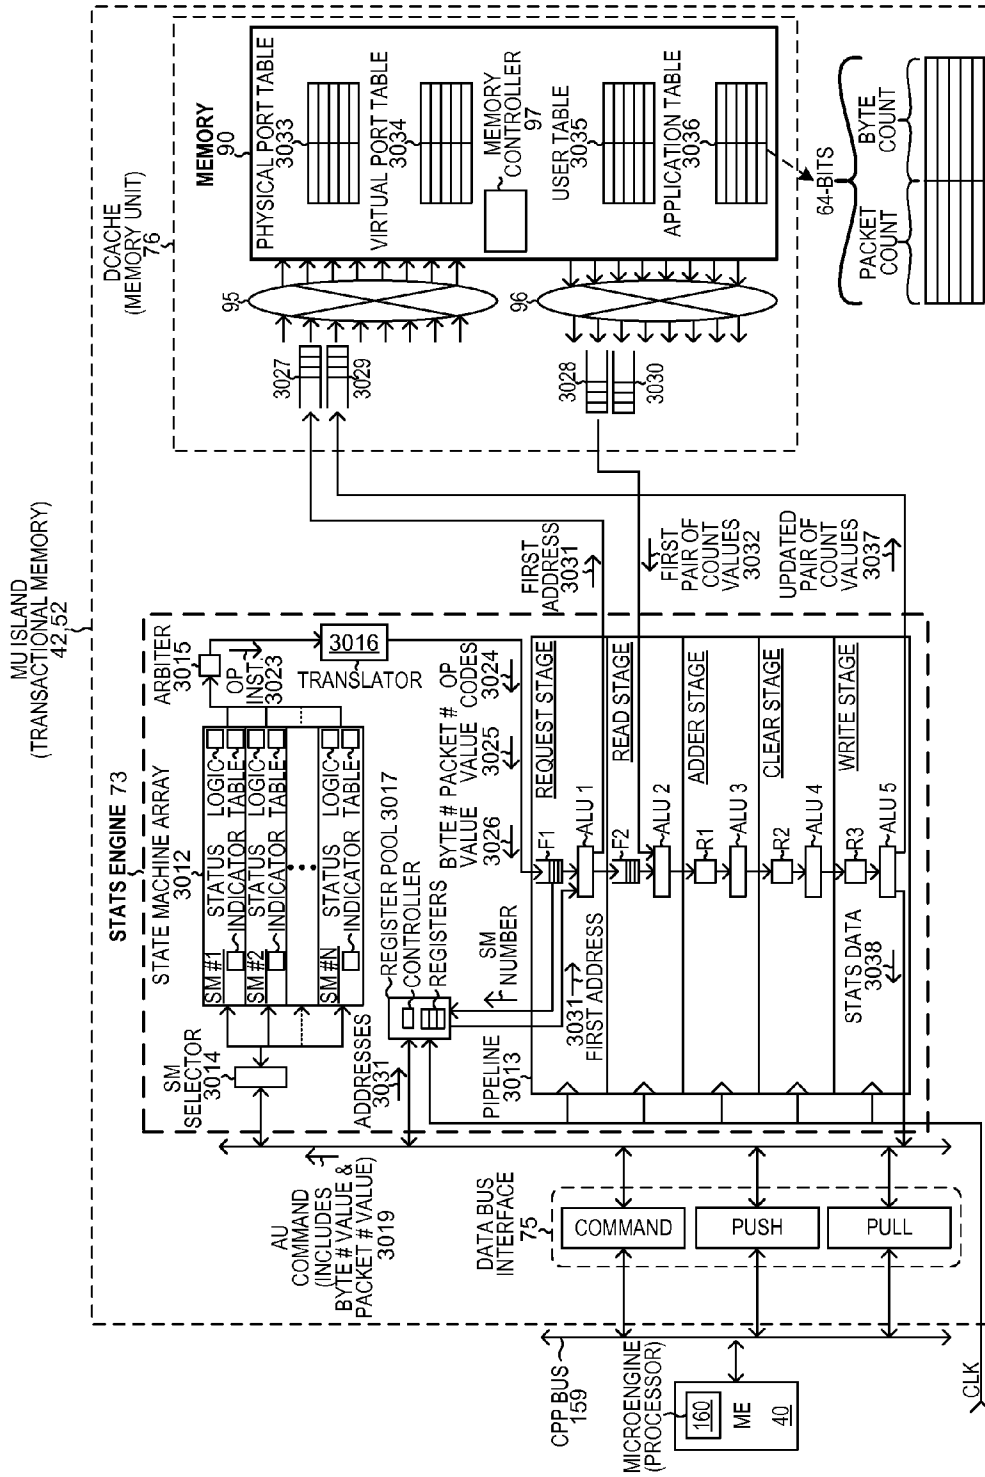 MU ISLAND
(TRANSACTIONAL MEMORY)
42,52
DCACHE
(MEMORY UNIT)
76
MEMORY
90
PHYSICAL PORT TABLE
3033
VIRTUAL PORT TABLE
3034
MEMORY
CONTROLLER
97
USER TABLE
3035
APPLICATION TABLE
3036
64-BITS
PACKET
COUNT
BYTE
COUNT
95
96
3027
3029
3028
3030
FIRST
ADDRESS
3031
FIRST
PAIR OF
COUNT
VALUES
3032
UPDATED
PAIR OF
COUNT
VALUES
3037
STATS ENGINE 73
STATE MACHINE ARRAY
3012
SM #1
STATUS LOGIC
INDICATOR TABLE
SM #2
STATUS LOGIC
INDICATOR TABLE
SM #N
STATUS LOGIC
INDICATOR TABLE
ARBITER
3015
OP
INST.
3023
3016
TRANSLATOR
SM
SELECTOR
3014
ADDRESSES
3031
REGISTER POOL 3017
CONTROLLER
REGISTERS
BYTE #
VALUE
3026
PACKET #
VALUE
3025
OP
CODES
3024
SM
NUMBER
3031
FIRST ADDRESS
PIPELINE
3013
REQUEST STAGE
F1
ALU 1
READ STAGE
F2
ALU 2
ADDER STAGE
R1
ALU 3
CLEAR STAGE
R2
ALU 4
WRITE STAGE
R3
ALU 5
STATS DATA
3038
AU
COMMAND
(INCLUDES
BYTE # VALUE &
PACKET # VALUE)
3019
DATA BUS
INTERFACE
75
COMMAND
PUSH
PULL
CPP BUS
159
MICROENGINE
(PROCESSOR)
160
ME
40
CLK